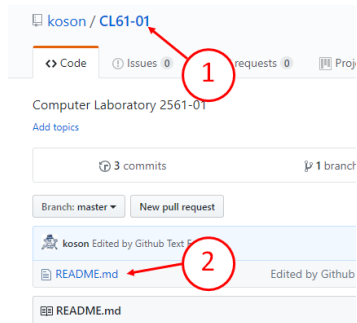 koson / CL61-01
Code Issues 0 requests 0
1
Computer Laboratory 2561-01
Add topics
3 commits 1 branch
Branch: master New pull request
koson Edited by Github Text
2
README.md Edited by Github
README.md